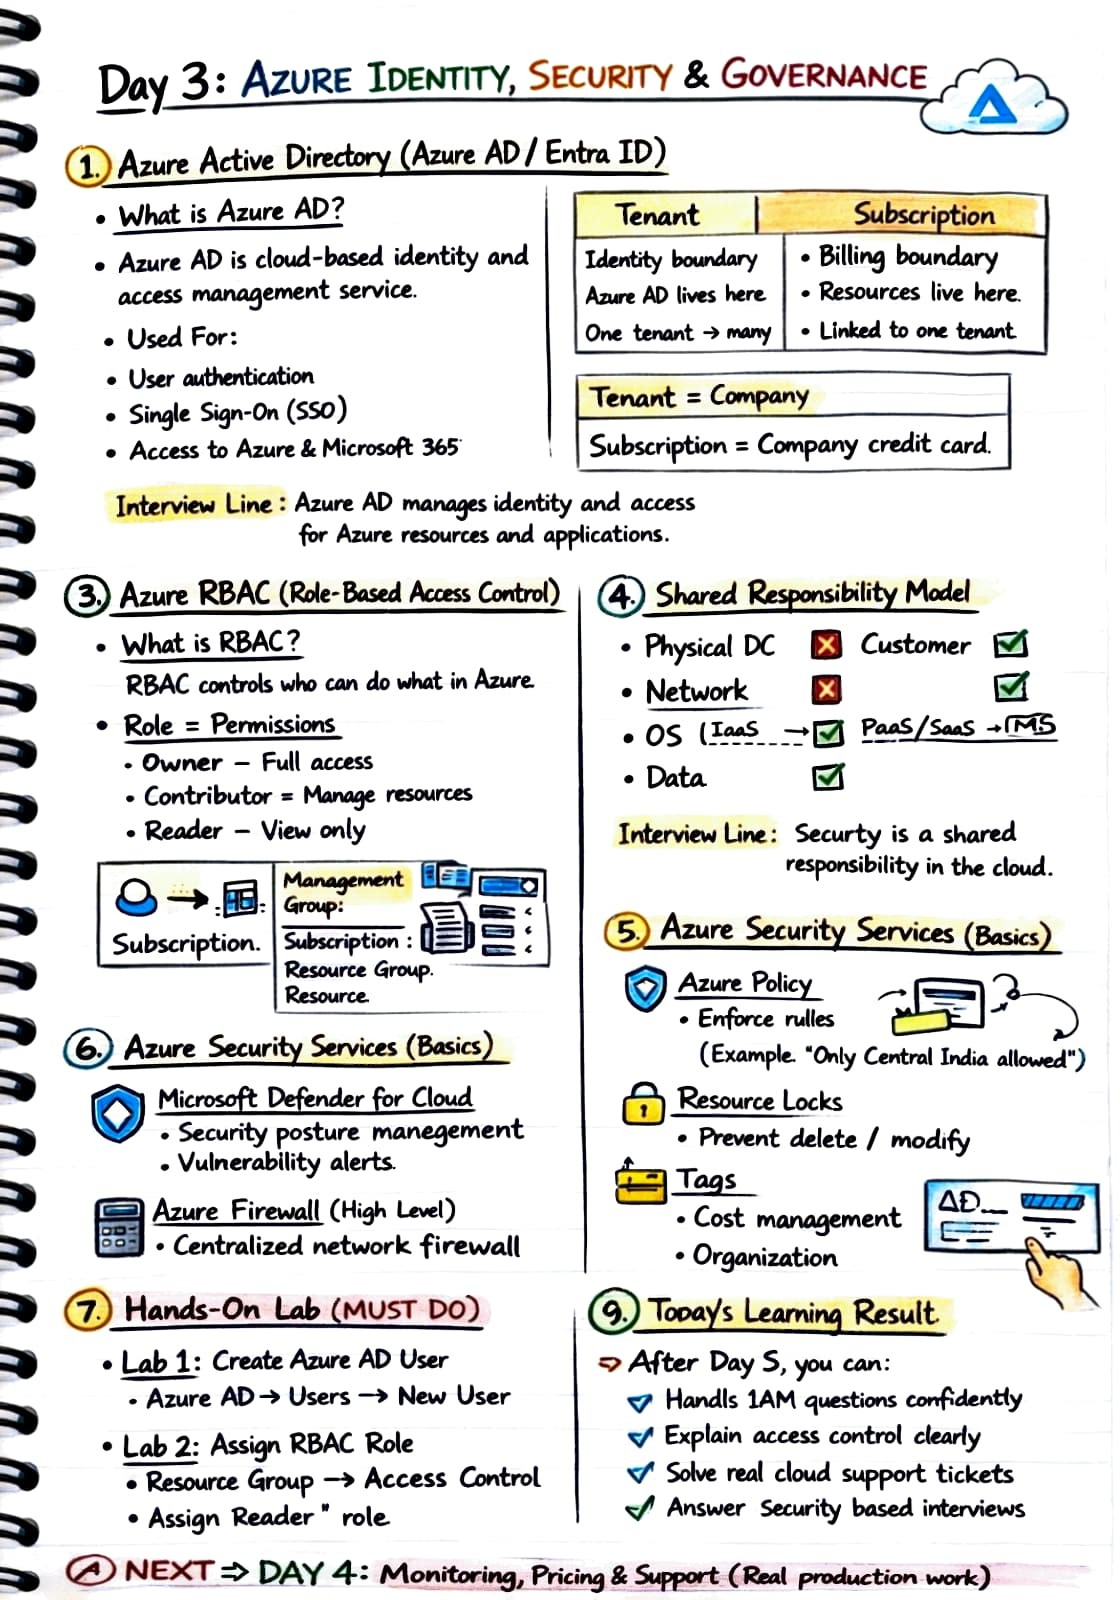 Day 3: AZURE IDENTITY, SECURITY & GOVERNANCE
1. Azure Active Directory (Azure AD / Entra ID)
• What is Azure AD?
• Azure AD is cloud-based identity and
access management service.
• Used For:
• User authentication
• Single Sign-On (SSO)
• Access to Azure & Microsoft 365
Tenant Subscription
Identity boundary • Billing boundary
Azure AD lives here • Resources live here.
One tenant → many • Linked to one tenant
Tenant = Company
Subscription = Company credit card.
Interview Line: Azure AD manages identity and access
for Azure resources and applications.
3. Azure RBAC (Role-Based Access Control)
• What is RBAC?
RBAC controls who can do what in Azure
• Role = Permissions
• Owner – Full access
• Contributor = Manage resources
• Reader – View only
Subscription.
Management
Group:
Subscription :
Resource Group.
Resource
4. Shared Responsibility Model
• Physical DC ❌ Customer ✅
• Network ❌ ✅
• OS (IaaS → ✅ PaaS/SaaS → MS
• Data ✅
Interview Line: Securty is a shared
responsibility in the cloud.
5. Azure Security Services (Basics)
Azure Policy
• Enforce rulles
(Example. "Only Central India allowed")
Resource Locks
• Prevent delete / modify
Tags
• Cost management
• Organization
AD
6. Azure Security Services (Basics)
Microsoft Defender for Cloud
• Security posture manegement
• Vulnerability alerts.
Azure Firewall (High Level)
• Centralized network firewall
7. Hands-On Lab (MUST DO)
• Lab 1: Create Azure AD User
• Azure AD → Users → New User
• Lab 2: Assign RBAC Role
• Resource Group → Access Control
• Assign Reader " role
9. Today's Learning Result
⇨ After Day S, you can:
Handls 1AM questions confidently
Explain access control clearly
Solve real cloud support tickets
Answer Security based interviews
A NEXT ⇒ DAY 4: Monitoring, Pricing & Support (Real production work)